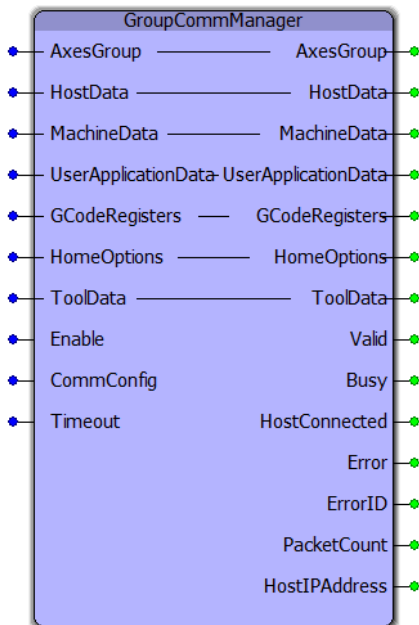 GroupCommManager
AxesGroup AxesGroup
HostData HostData
MachineData MachineData
UserApplicationData UserApplicationData
GCodeRegisters GCodeRegisters
HomeOptions HomeOptions
ToolData ToolData
Enable Valid
CommConfig Busy
Timeout HostConnected
Error
ErrorID
PacketCount
HostIPAddress